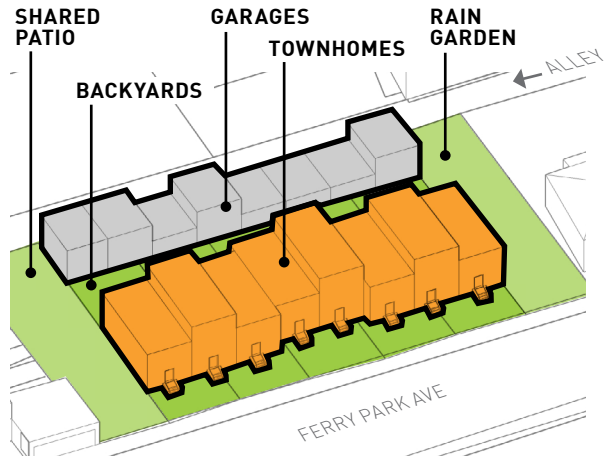 SHARED
PATIO
BACKYARDS
GARAGES
TOWNHOMES
RAIN
GARDEN
ALLEY
FERRY PARK AVE